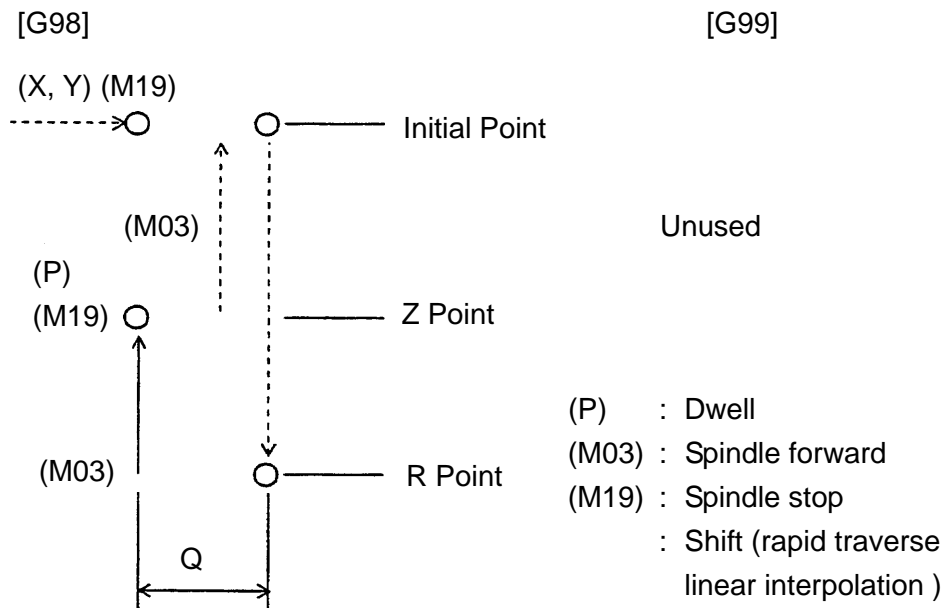 [G98] [G99]
(X, Y) (M19)
Initial Point
(M03) Unused
(P)
(M19) Z Point
(P) : Dwell
(M03) : Spindle forward
(M03) R Point
(M19) : Spindle stop
: Shift (rapid traverse
Q
linear interpolation )